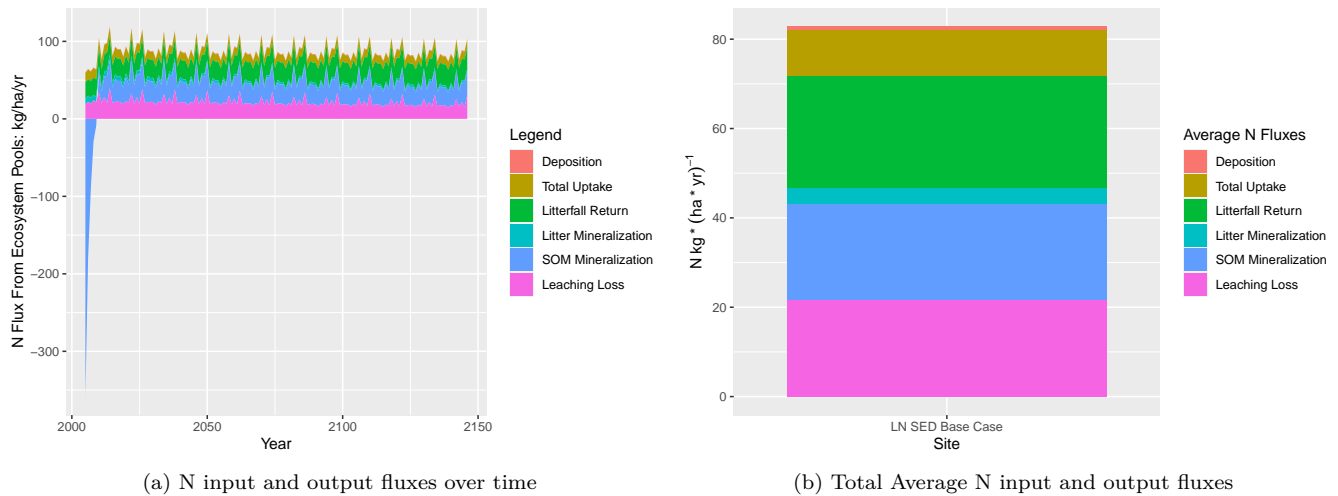 N Flux From Ecosystem Pools: kg/ha/yr
100
0
−100
−200
−300
2000
2050
2100
2150
Year
Legend
Deposition
Total Uptake
Litterfall Return
Litter Mineralization
SOM Mineralization
Leaching Loss
(a) N input and output fluxes over time
N kg * (ha * yr)⁻¹
80
60
40
20
0
LN SED Base Case
Site
Average N Fluxes
Deposition
Total Uptake
Litterfall Return
Litter Mineralization
SOM Mineralization
Leaching Loss
(b) Total Average N input and output fluxes